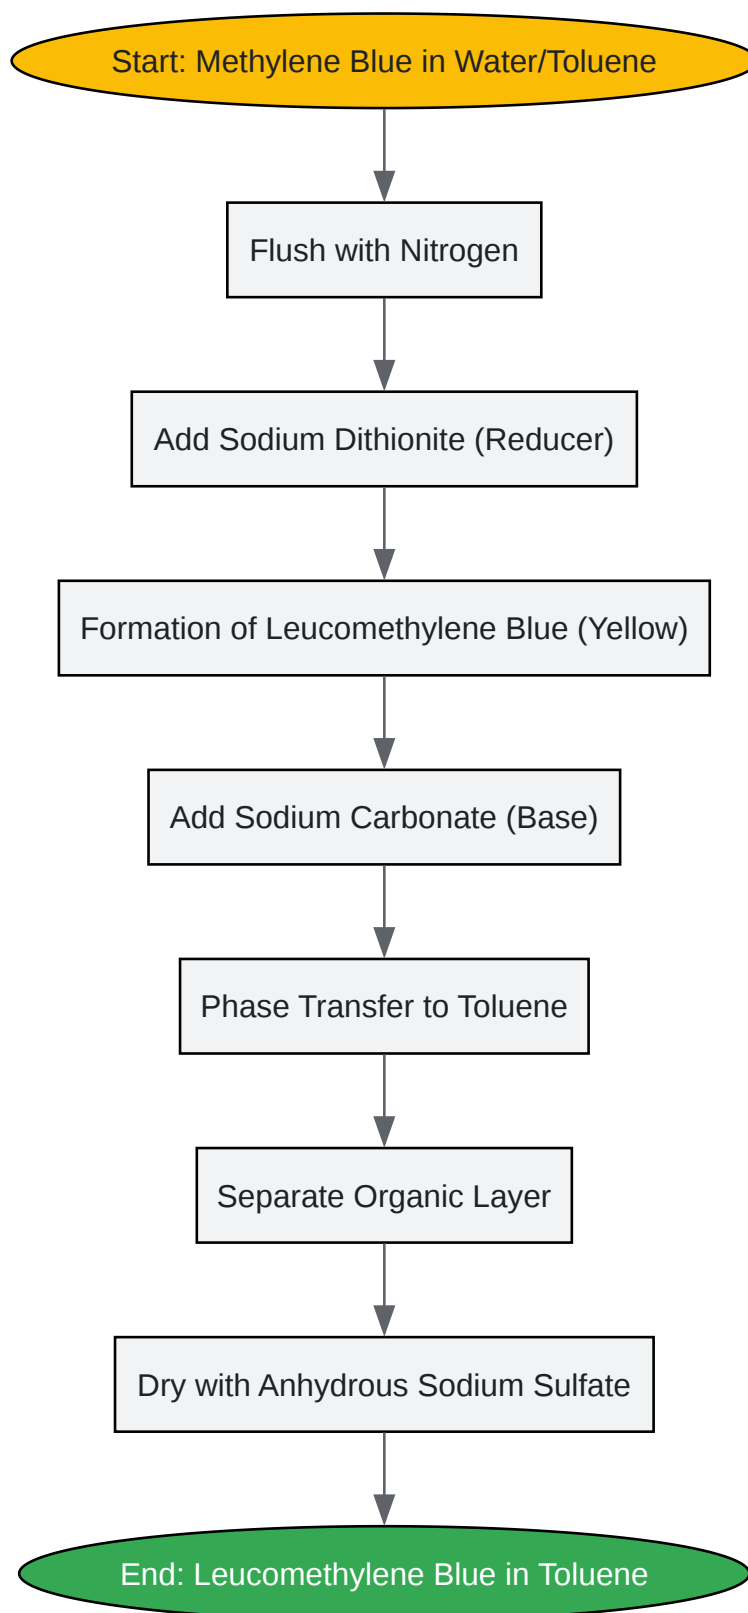 Start: Methylene Blue in Water/Toluene
Flush with Nitrogen
Add Sodium Dithionite (Reducer)
Formation of Leucomethylene Blue (Yellow)
Add Sodium Carbonate (Base)
Phase Transfer to Toluene
Separate Organic Layer
Dry with Anhydrous Sodium Sulfate
End: Leucomethylene Blue in Toluene